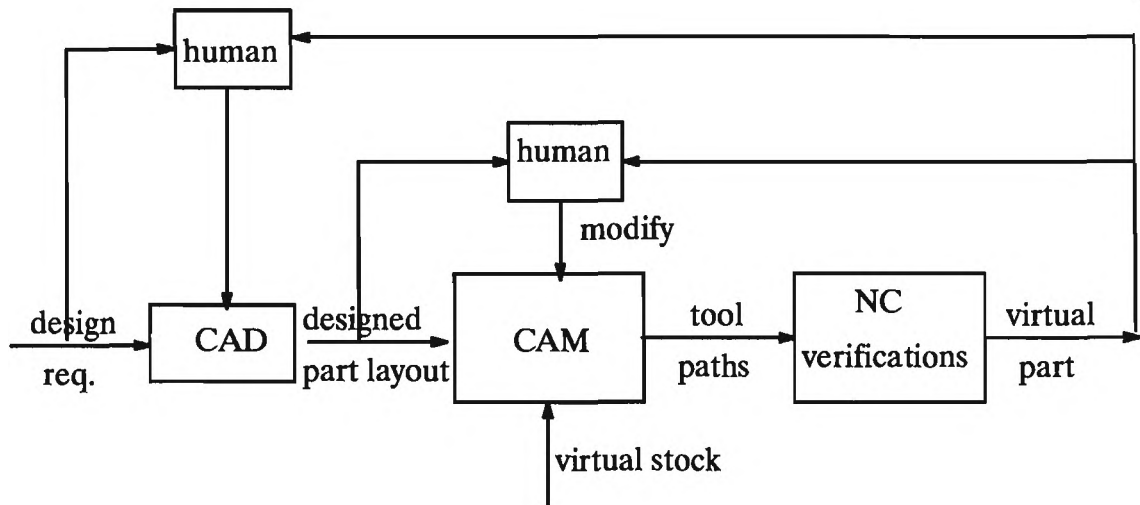 human
human
modify
design
req.
CAD
designed
part layout
CAM
tool
paths
NC
verifications
virtual
part
virtual stock